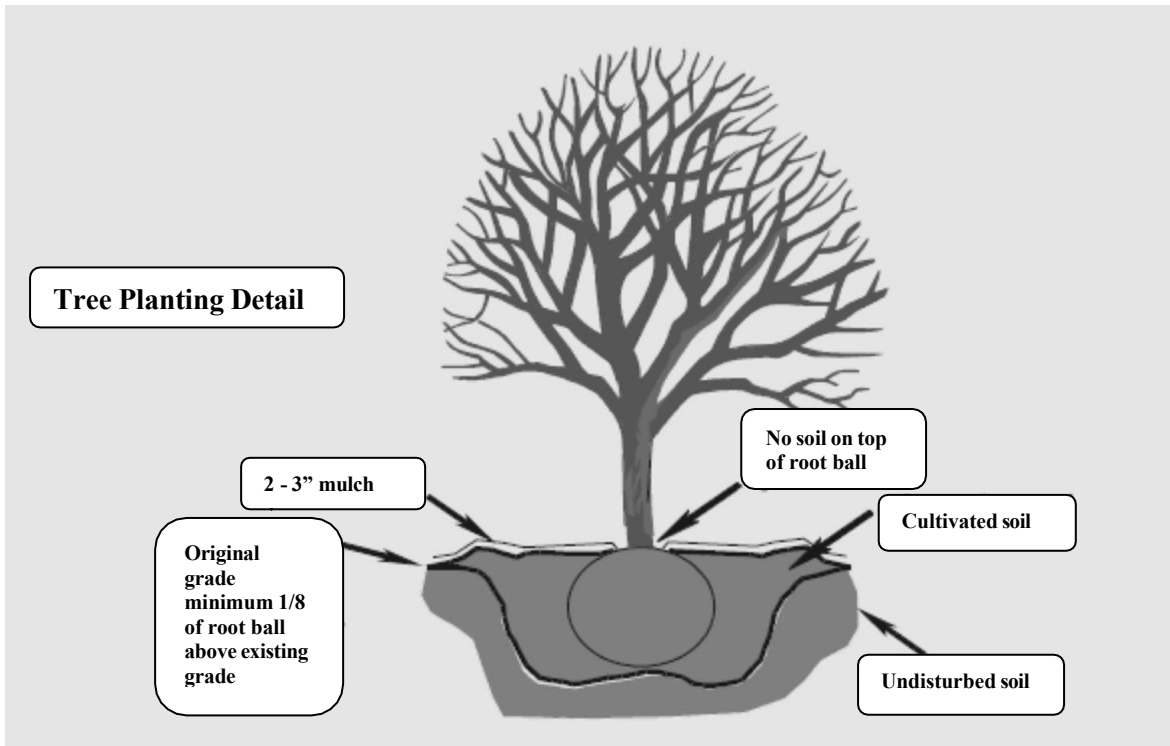 Tree Planting Detail
No soil on top
of root ball
2 - 3” mulch
Cultivated soil
Original
grade
minimum 1/8
of root ball
above existing
grade
Undisturbed soil